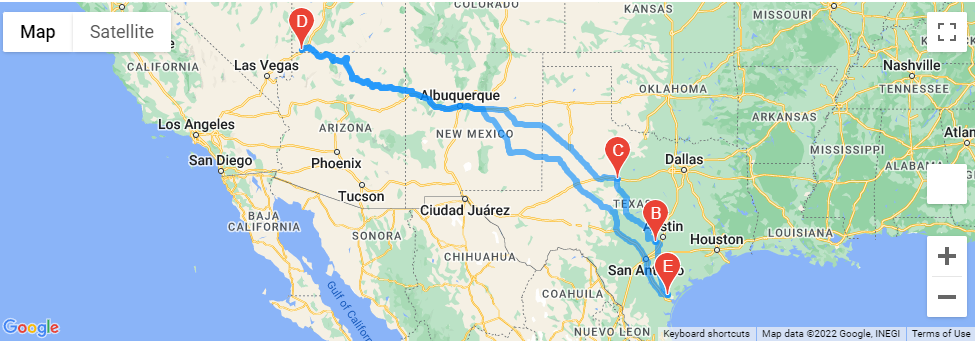 COLORADO
KANSAS
MISSOURI
D
Map
Satellite
Las Vegas
CALIFORNIA
Nashville
TENNESSEE
Albuquerque
OKLAHOMA
ARKANSAS
Los Angeles
ARIZONA
NEW MEXICO
Atlan
MISSISSIPPI
San Diego
Phoenix
C
Dallas
ALABAMA
Tucson
Ciudad Juárez
TEXAS
B
BAJA
CALIFORNIA
SONORA
Houston
LOUISIANA
CHIHUAHUA
E
San Anto
Gulf of California
COAHUILA
NUEVO LEON
Google
Keyboard shortcuts
Map data ©2022 Google, INEGI
Terms of Use